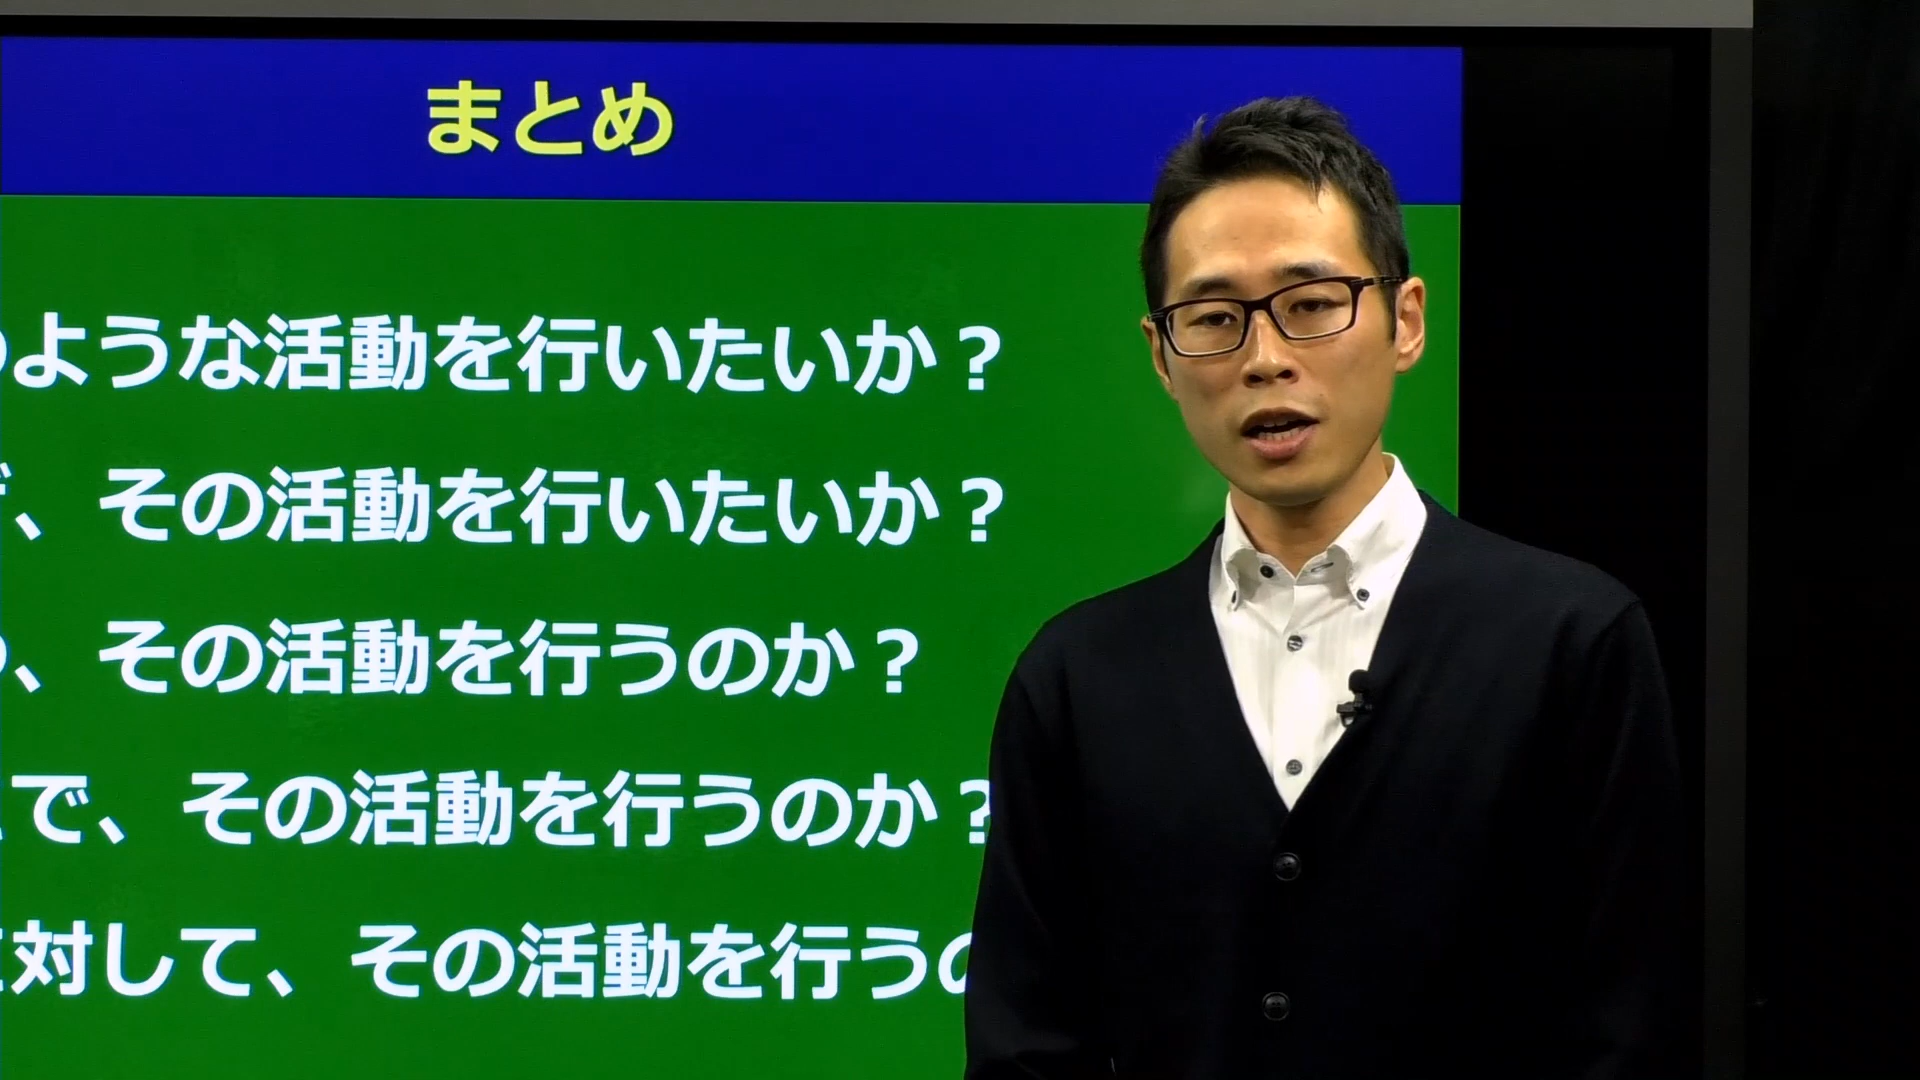 まとめ
ような活動を行いたいか？
、その活動を行いたいか？
、その活動を行うのか？
で、その活動を行うのか？
対して、その活動を行う